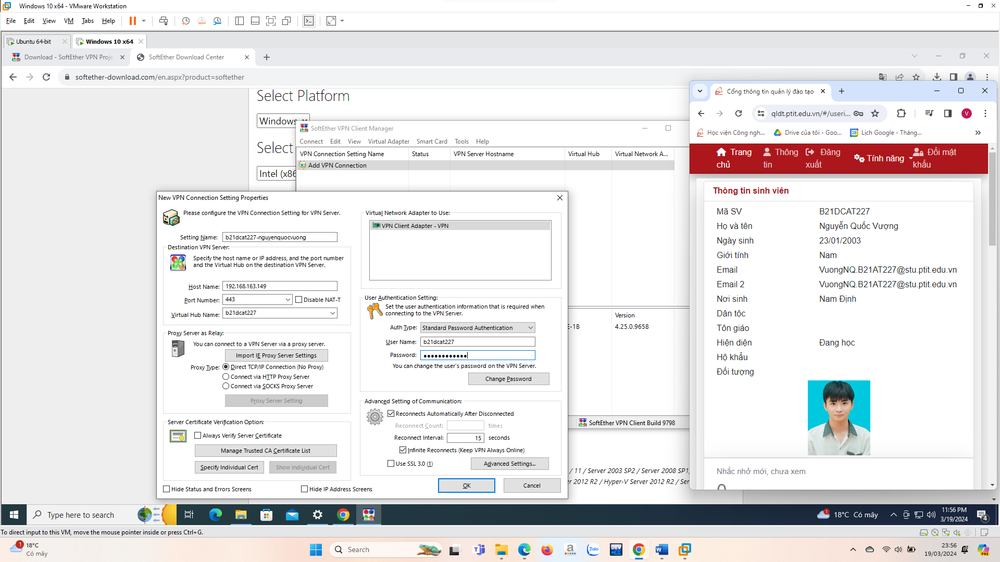 Windows 10 x64 - VMware Workstation
File Edit View VM Tabs Help
Ubuntu 64-bit
Windows 10 x64
Download - SoftEther VPN Proje
SoftEther Download Center
softether-download.com/en.aspx?product=softether
Select Platform
Windows
Select
Intel (x86
SoftEther VPN Client Manager
Connect Edit View Virtual Adapter Smart Card Tools Help
VPN Connection Setting Name Status VPN Server Hostname Virtual Hub Virtual Network A...
Add VPN Connection
New VPN Connection Setting Properties
Please configure the VPN Connection Setting for VPN Server.
Setting Name: b21dcat227-nguyenquocvuong
Destination VPN Server:
Specify the host name or IP address, and the port number
and the Virtual Hub on the destination VPN Server.
Host Name: 192.168.163.149
Port Number: 443 Disable NAT-T
Virtual Hub Name: b21dcat227
Proxy Server as Relay:
You can connect to a VPN Server via a proxy server.
Import IE Proxy Server Settings
Proxy Type: Direct TCP/IP Connection (No Proxy)
Connect via HTTP Proxy Server
Connect via SOCKS Proxy Server
Proxy Server Setting
Server Certificate Verification Option:
Always Verify Server Certificate
Manage Trusted CA Certificate List
Specify Individual Cert Show Individual Cert
Hide Status and Errors Screens Hide IP Address Screens
Virtual Network Adapter to Use:
VPN Client Adapter - VPN
User Authentication Setting:
Set the user authentication information that is required when
connecting to the VPN Server.
Auth Type: Standard Password Authentication
User Name: b21dcat227
Password: ●●●●●●●●●●●●
You can change the user's password on the VPN Server.
Change Password
Advanced Setting of Communication:
Reconnects Automatically After Disconnected
Reconnect Count: times
Reconnect Interval: 15 seconds
Infinite Reconnects (Keep VPN Always Online)
Use SSL 3.0 (1) Advanced Settings...
OK Cancel
Version
E-1B 4.25.0.9658
SoftEther VPN Client Build 9798
/ 11 / Server 2003 SP2 / Server 2008 SP1,
er 2012 R2 / Hyper-V Server 2012 R2 / Ser
Cổng thông tin quản lý đào tạo
qldt.ptit.edu.vn/#/useri...
V
Học viện Công ngh... Drive của tôi - Goo... 28 Lịch Google - Tháng...
Trang chủ
Thông tin
Đăng xuất
Tính năng
Đổi mật khẩu
Thông tin sinh viên
Mã SV B21DCAT227
Họ và tên Nguyễn Quốc Vượng
Ngày sinh 23/01/2003
Giới tính Nam
Email VuongNQ.B21AT227@stu.ptit.edu.vn
Email 2 VuongNQ.B21AT227@stu.ptit.edu.vn
Nơi sinh Nam Định
Dân tộc
Tôn giáo
Hiện diện Đang học
Hộ khẩu
Đối tượng
Nhắc nhở mới, chưa xem
0
Type here to search
1 18°C Có mây
11:56 PM
3/19/2024
4
To direct input to this VM, move the mouse pointer inside or press Ctrl+G.
1
18°C
Có mây
Search
a
Zalo
DEV
C++
W
23:56
19/03/2024
PRE